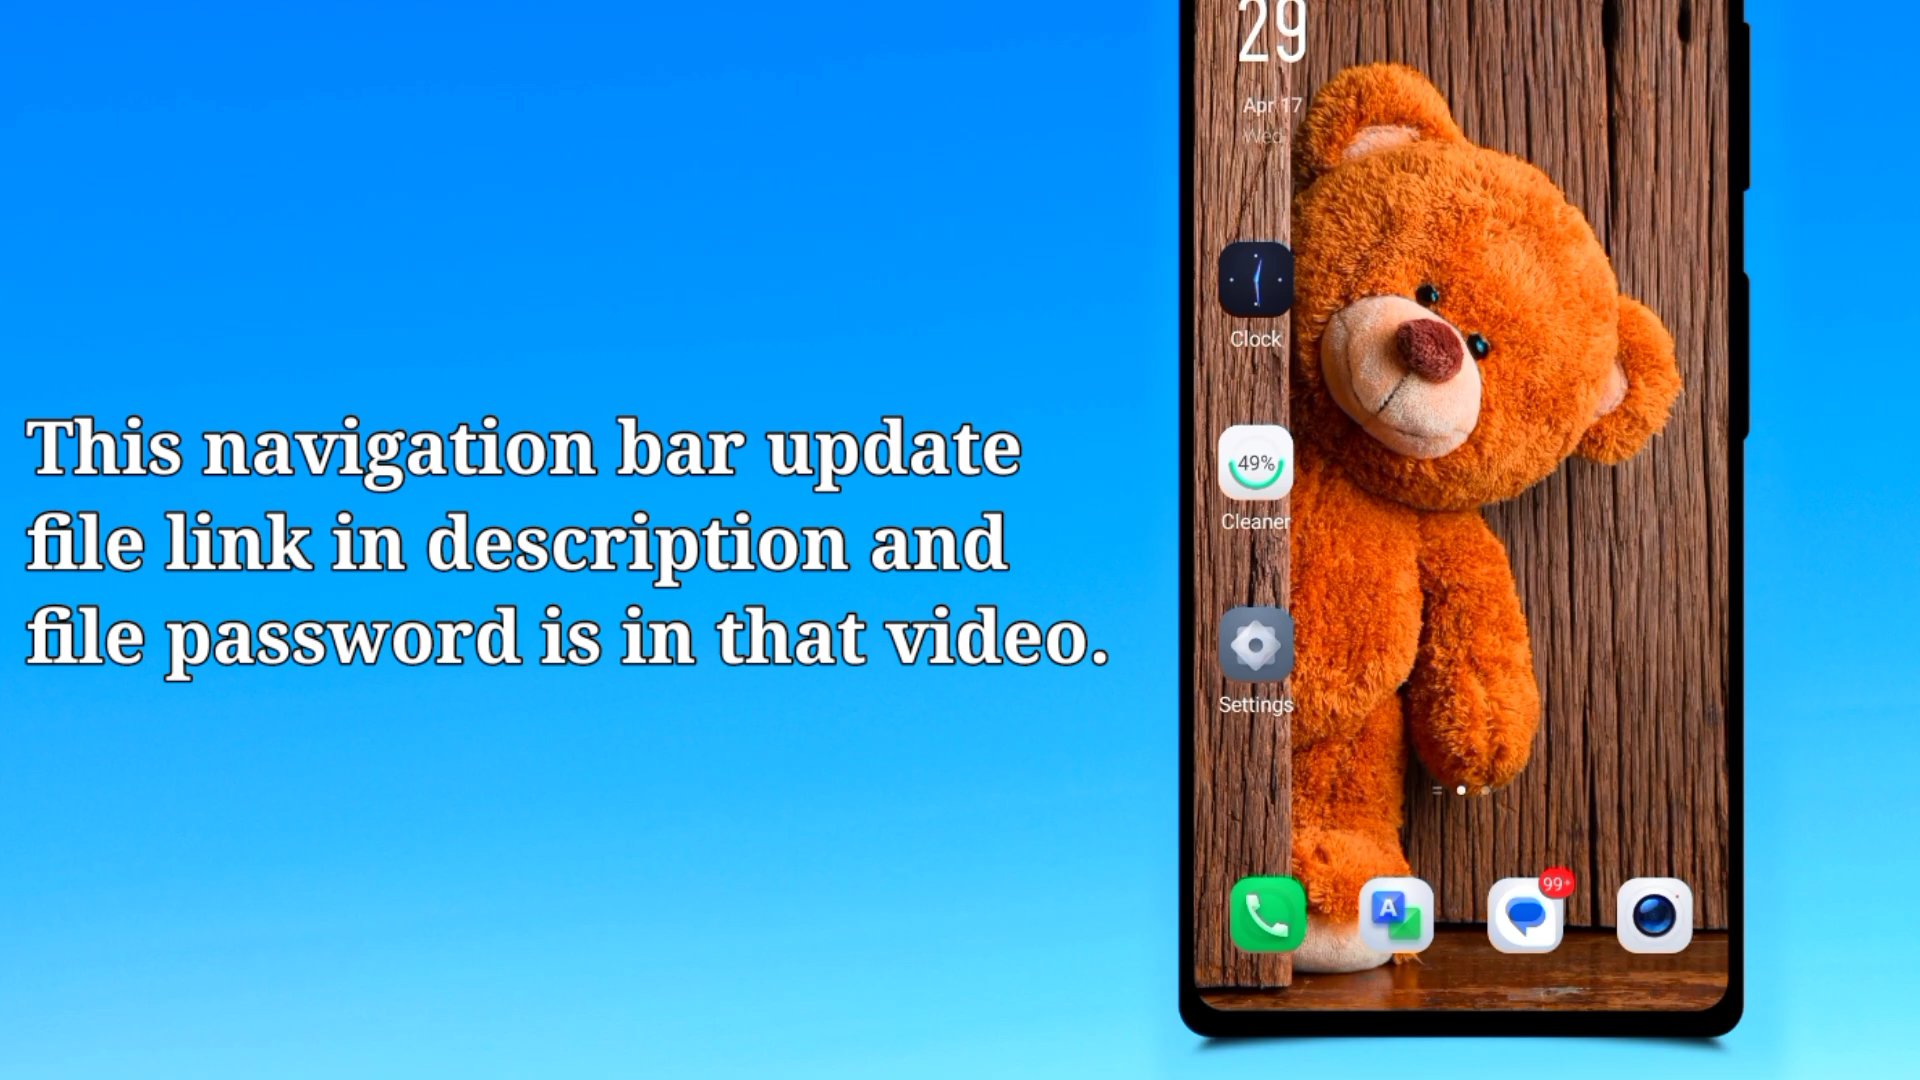 29
Apr 17
Wed
This navigation bar update
file link in description and
file password is in that video.
Clock
49%
Cleaner
Settings
A
99+